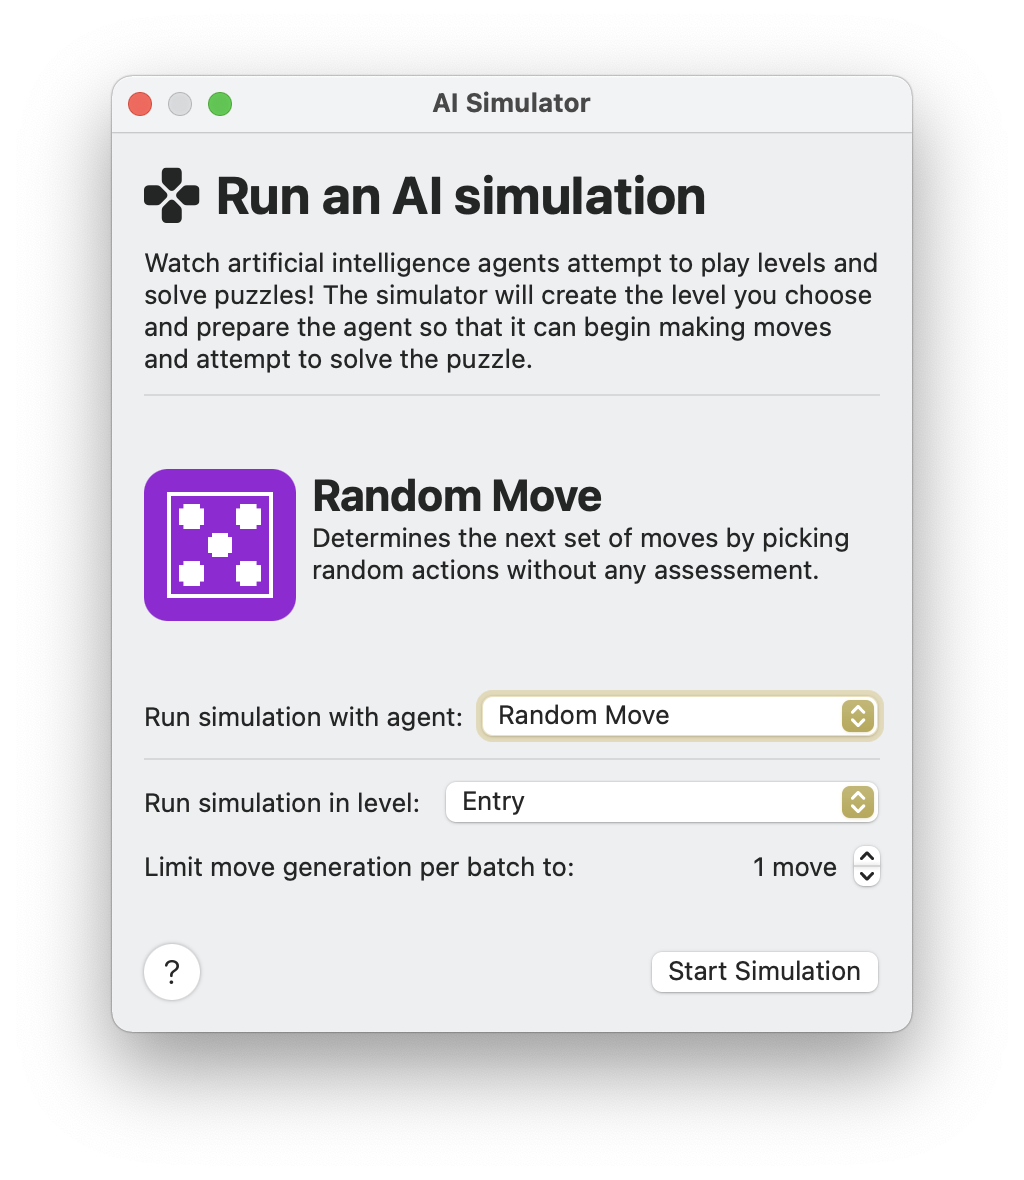 AI Simulator
Run an AI simulation
Watch artificial intelligence agents attempt to play levels and
solve puzzles! The simulator will create the level you choose
and prepare the agent so that it can begin making moves
and attempt to solve the puzzle.
Random Move
Determines the next set of moves by picking
random actions without any assessement.
Run simulation with agent: Random Move
Run simulation in level: Entry
Limit move generation per batch to: 1 move
? Start Simulation